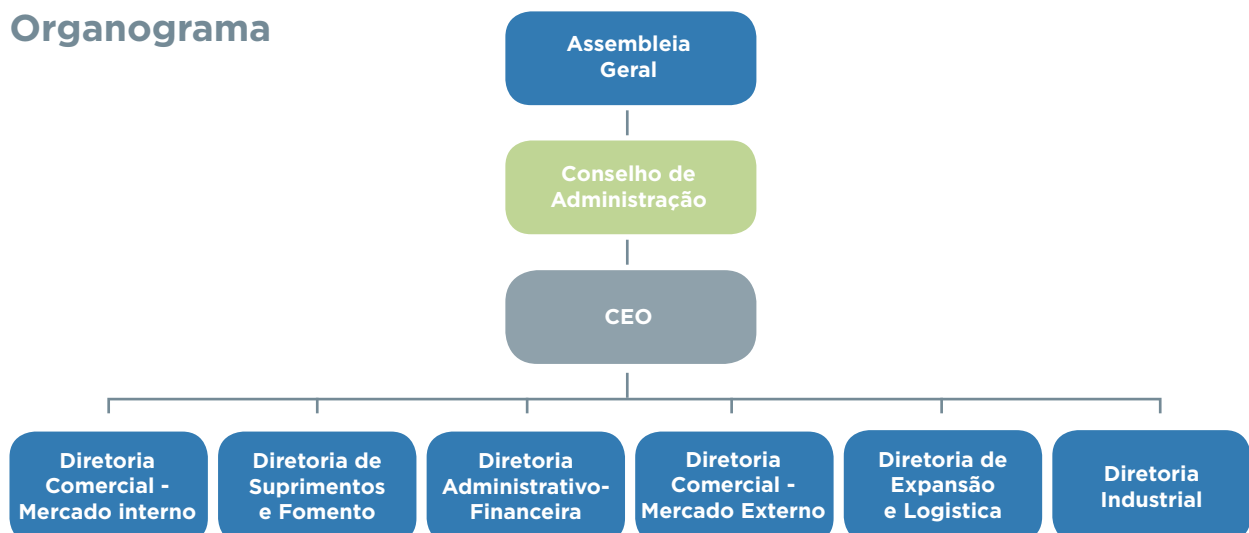 Organograma
Assembleia
Geral
Conselho de
Administração
CEO
Diretoria
Comercial -
Mercado interno
Diretoria de
Suprimentos
e Fomento
Diretoria
Administrativo-
Financeira
Diretoria
Comercial -
Mercado Externo
Diretoria de
Expansão
e Logistica
Diretoria
Industrial